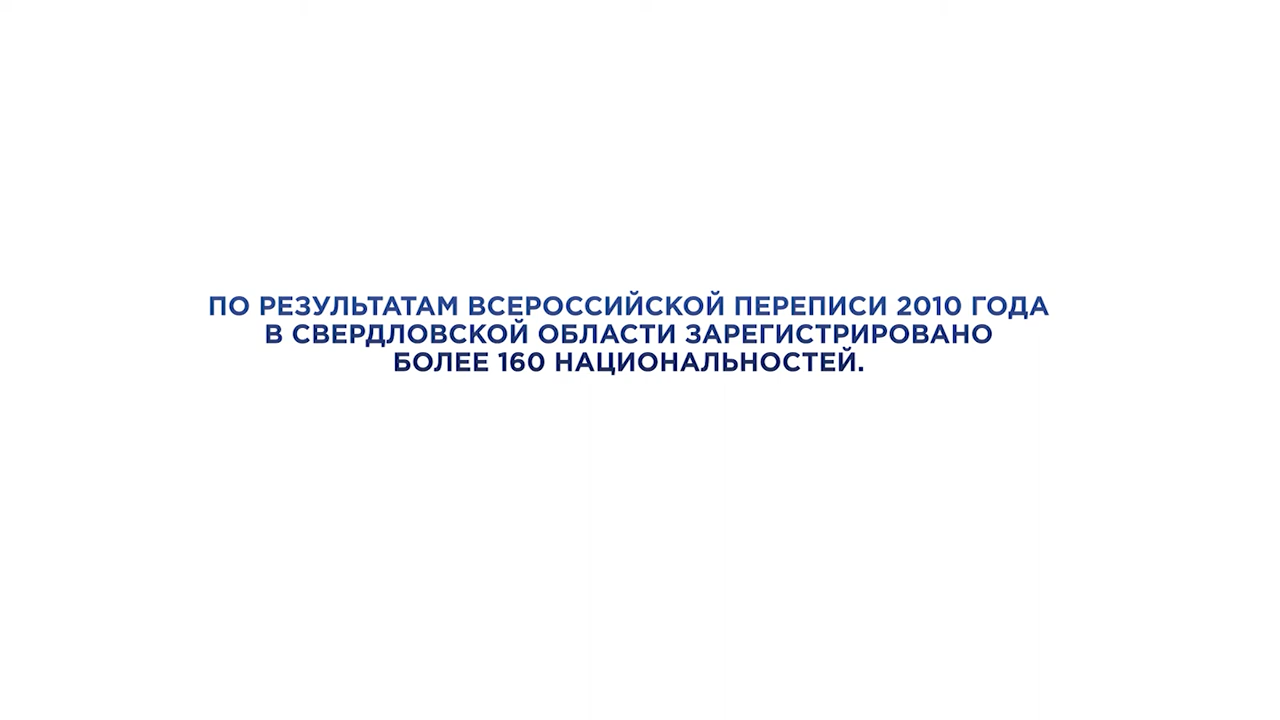 ПО РЕЗУЛЬТАТАМ ВСЕРОССИЙСКОЙ ПЕРЕПИСИ 2010 ГОДА
В СВЕРДЛОВСКОЙ ОБЛАСТИ ЗАРЕГИСТРИРОВАНО
БОЛЕЕ 160 НАЦИОНАЛЬНОСТЕЙ.